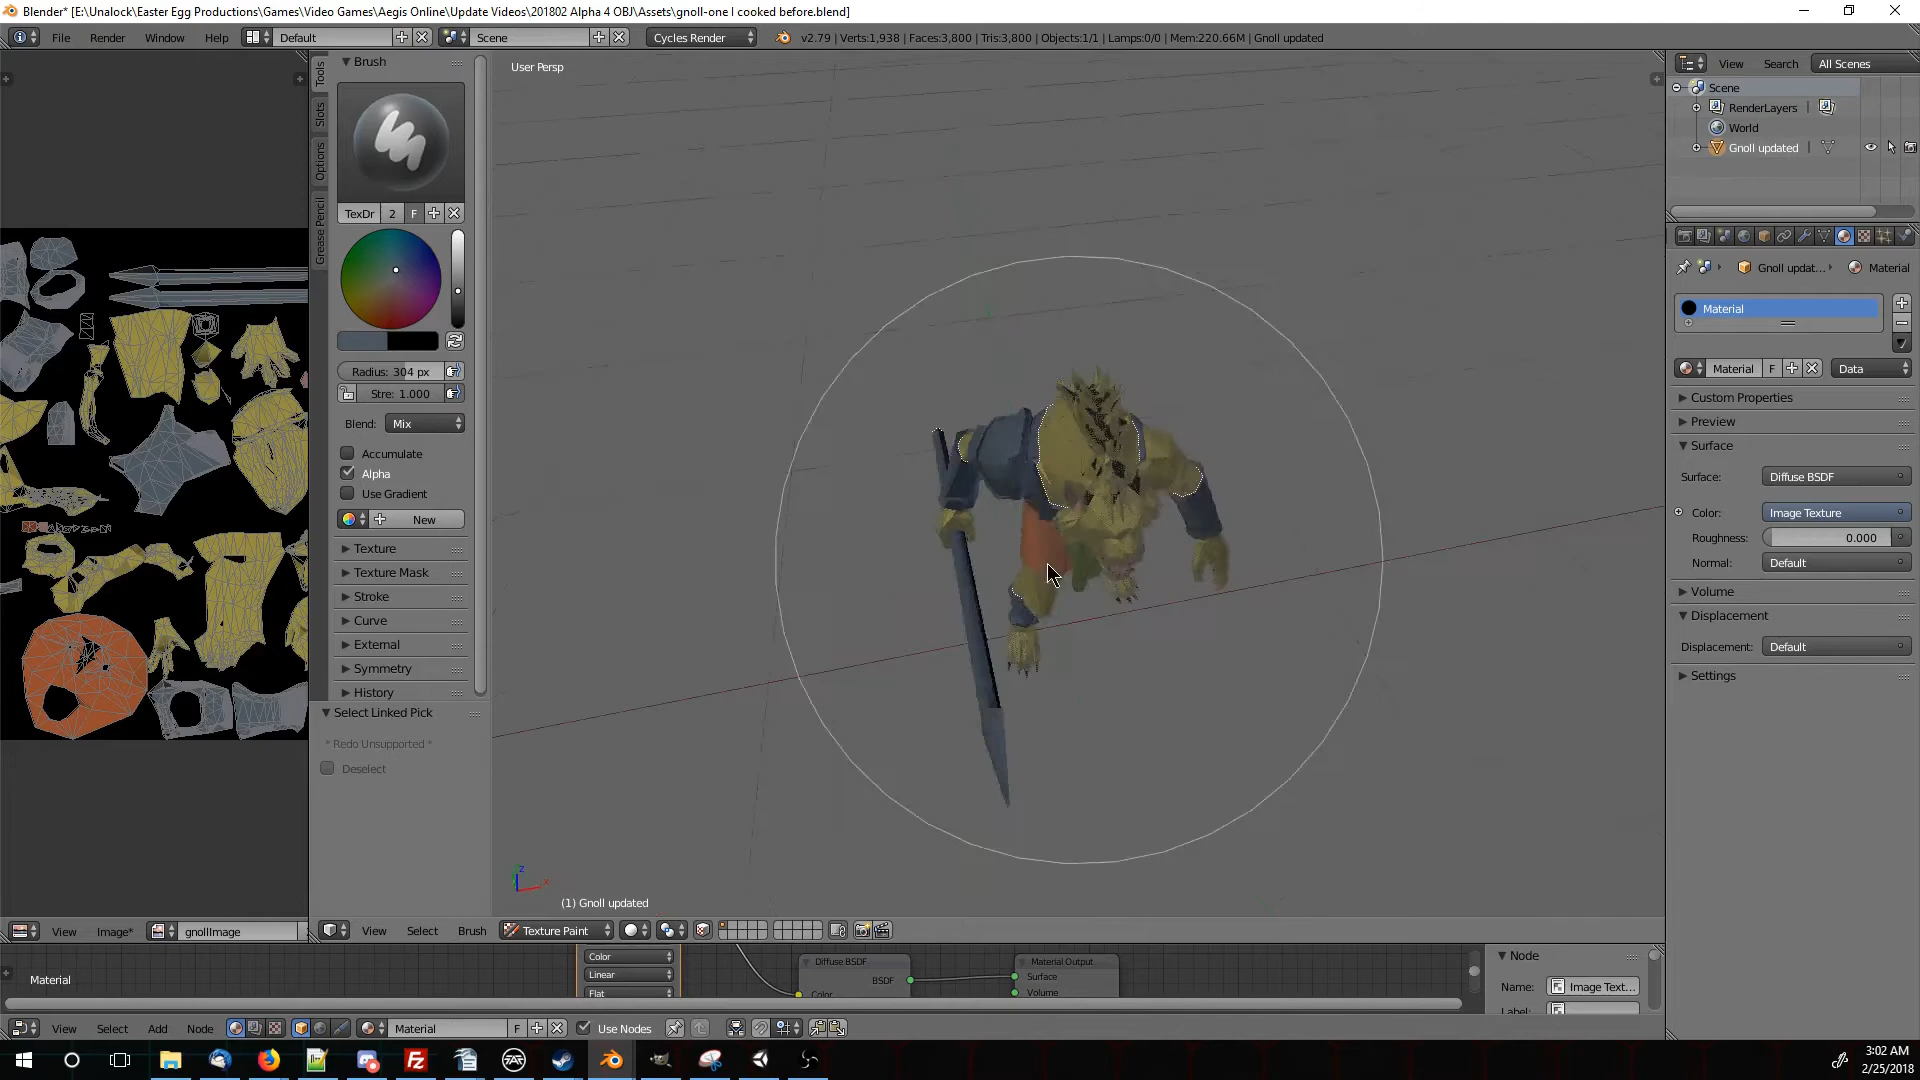 Blender* [E:\Unalock\Easter Egg Productions\Games\Video Games\Aegis Online\Update Videos\201802 Alpha 4 OBJ\Assets\gnoll-one I cooked before.blend]
File Render Window Help Default Scene Cycles Render v2.79 | Verts:1,938 | Faces:3,800 | Tris:3,800 | Objects:1/1 | Lamps:0/0 | Mem:220.66M | Gnoll updated
Tools
Slots
Options
Grease Pencil
Brush
TexDr 2 F
Radius: 304 px
Stre: 1.000
Blend: Mix
Accumulate
Alpha
Use Gradient
New
Texture
Texture Mask
Stroke
Curve
External
Symmetry
History
Select Linked Pick
* Redo Unsupported *
Deselect
User Persp
z
x
(1) Gnoll updated
View Image* gnollImage
View Select Brush Texture Paint
View Search All Scenes
Scene
RenderLayers
World
Gnoll updated
Gnoll updat... Material
Material
Material F Data
Custom Properties
Preview
Surface
Surface: Diffuse BSDF
Color: Image Texture
Roughness: 0.000
Normal: Default
Volume
Displacement
Displacement: Default
Settings
Material
Color
Linear
Flat
Diffuse BSDF
BSDF
Color
Material Output
Surface
Volume
Node
Name: Image Text...
Label:
View Select Add Node Material F Use Nodes
3:02 AM
2/25/2018